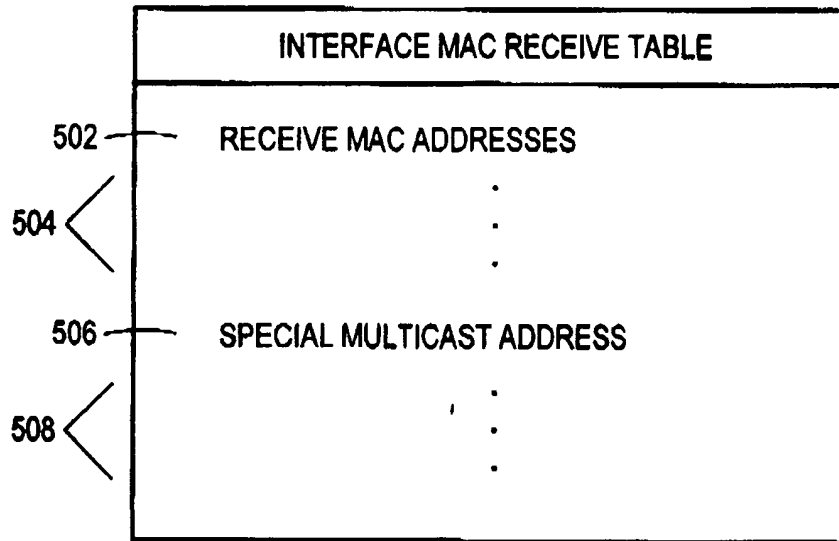 INTERFACE MAC RECEIVE TABLE
502 RECEIVE MAC ADDRESSES
504
506 SPECIAL MULTICAST ADDRESS
508